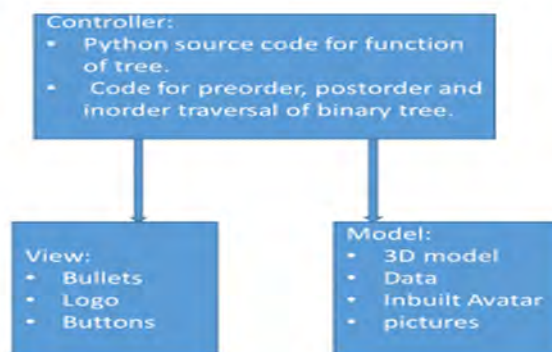 Controller:
• Python source code for function
of tree.
• Code for preorder, postorder and
inorder traversal of binary tree.
View:
• Bullets
• Logo
• Buttons
Model:
• 3D model
• Data
• Inbuilt Avatar
• pictures